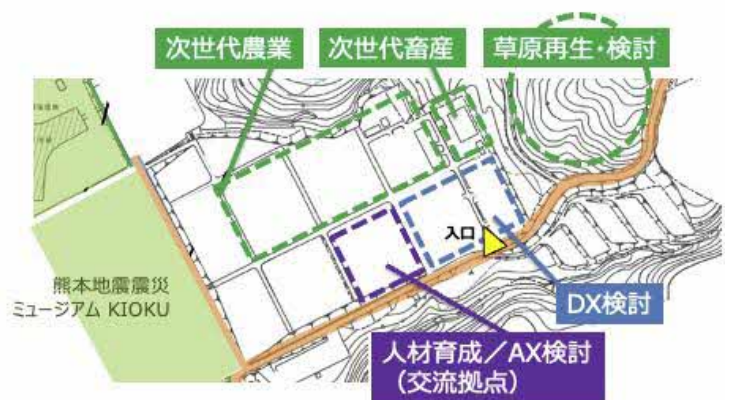 次世代農業
次世代畜産
草原再生・検討
入口
熊本地震震災
ミュージアム KIOKU
DX検討
人材育成／AX検討
（交流拠点）